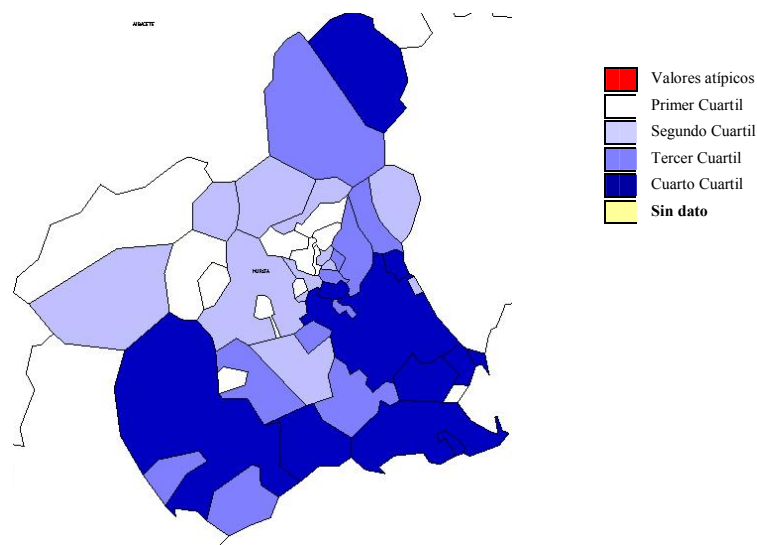 ALBACETE
Valores atípicos
Primer Cuartil
Segundo Cuartil
Tercer Cuartil
Cuarto Cuartil
Sin dato
MURCIA